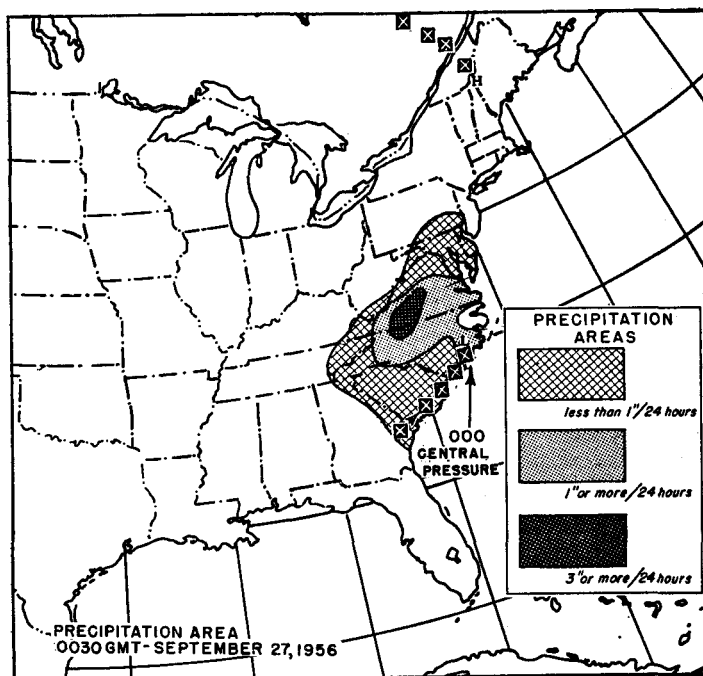 H
PRECIPITATION
AREAS
less than 1"/24 hours
1" or more/24 hours
3" or more/24 hours
000
CENTRAL
PRESSURE
PRECIPITATION AREA
0030 GMT-SEPTEMBER 27, 1956